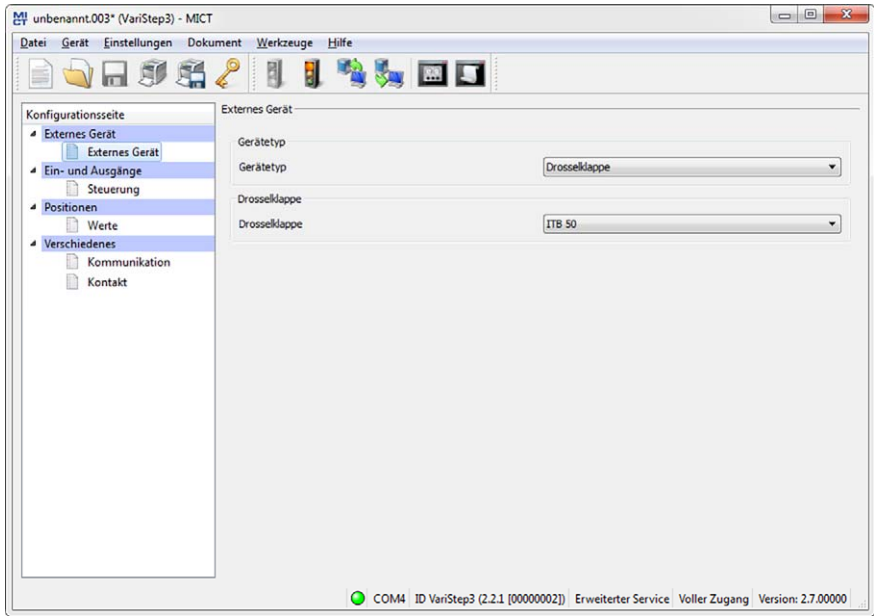 MICT unbenannt.003* (VariStep3) - MICT
Datei Gerät Einstellungen Dokument Werkzeuge Hilfe
Konfigurationsseite
Externes Gerät
Externes Gerät
Ein- und Ausgänge
Steuerung
Positionen
Werte
Verschiedenes
Kommunikation
Kontakt
Externes Gerät
Gerätetyp
Gerätetyp Drosselklappe
Drosselklappe
Drosselklappe ITB 50
COM4 ID VariStep3 (2.2.1 [00000002]) Erweiterter Service Voller Zugang Version: 2.7.00000